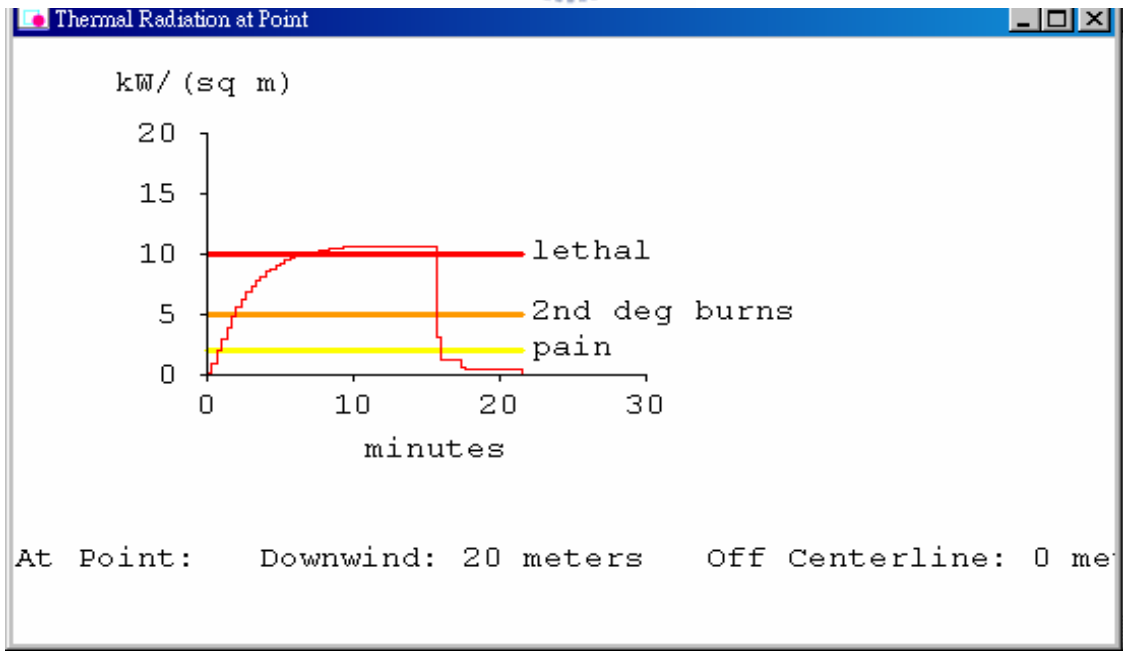 Thermal Radiation at Point
kW/(sq m)
20
15
10
lethal
5
2nd deg burns
pain
0
0 10 20 30
minutes
At Point: Downwind: 20 meters Off Centerline: 0 me